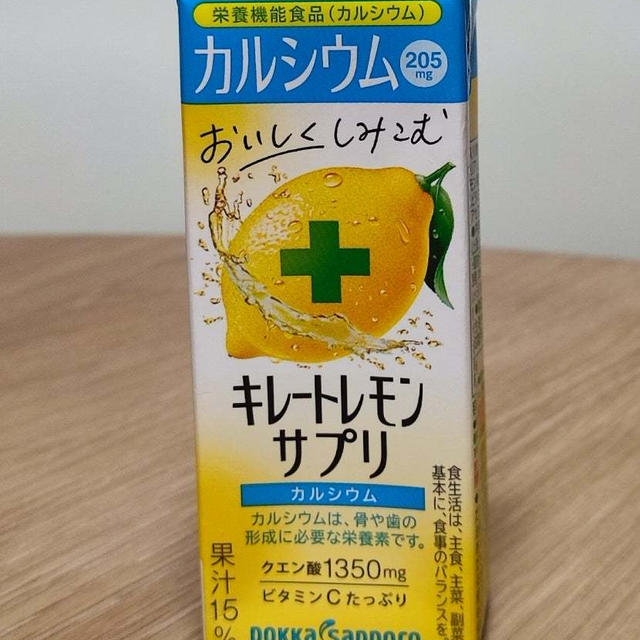 栄養機能食品(カルシウム)
カルシウム 205mg
おいしくしみこむ
キレートレモン
サプリ
カルシウム
カルシウムは、骨や歯の
形成に必要な栄養素です。
クエン酸1350mg
ビタミンCたっぷり
果汁15%
食生活は、主食、主菜、副菜
基本に、食事のバランスを。
pokka sapporo